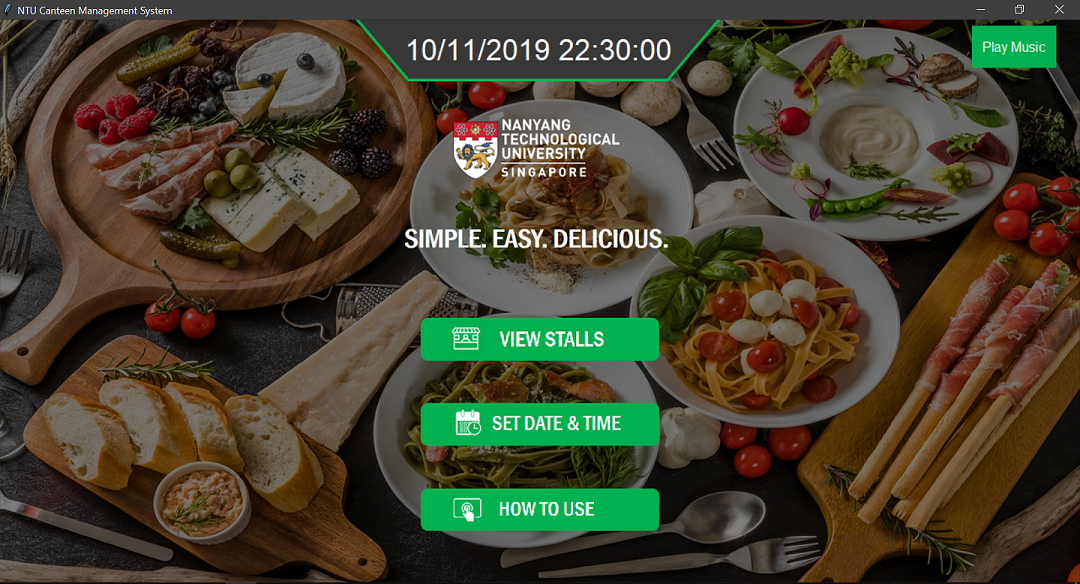 NTU Canteen Management System
10/11/2019 22:30:00
Play Music
NANYANG
TECHNOLOGICAL
UNIVERSITY
SINGAPORE
SIMPLE. EASY. DELICIOUS.
VIEW STALLS
SET DATE & TIME
HOW TO USE